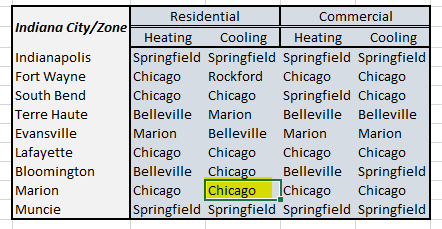 Indiana City/Zone Residential Commercial
Heating Cooling Heating Cooling
Indianapolis Springfield Springfield Springfield Springfield
Fort Wayne Chicago Rockford Chicago Chicago
South Bend Chicago Chicago Springfield Chicago
Terre Haute Belleville Marion Belleville Belleville
Evansville Marion Belleville Marion Marion
Lafayette Chicago Chicago Chicago Chicago
Bloomington Belleville Chicago Belleville Springfield
Marion Chicago Chicago Chicago Chicago
Muncie Springfield Springfield Springfield Springfield